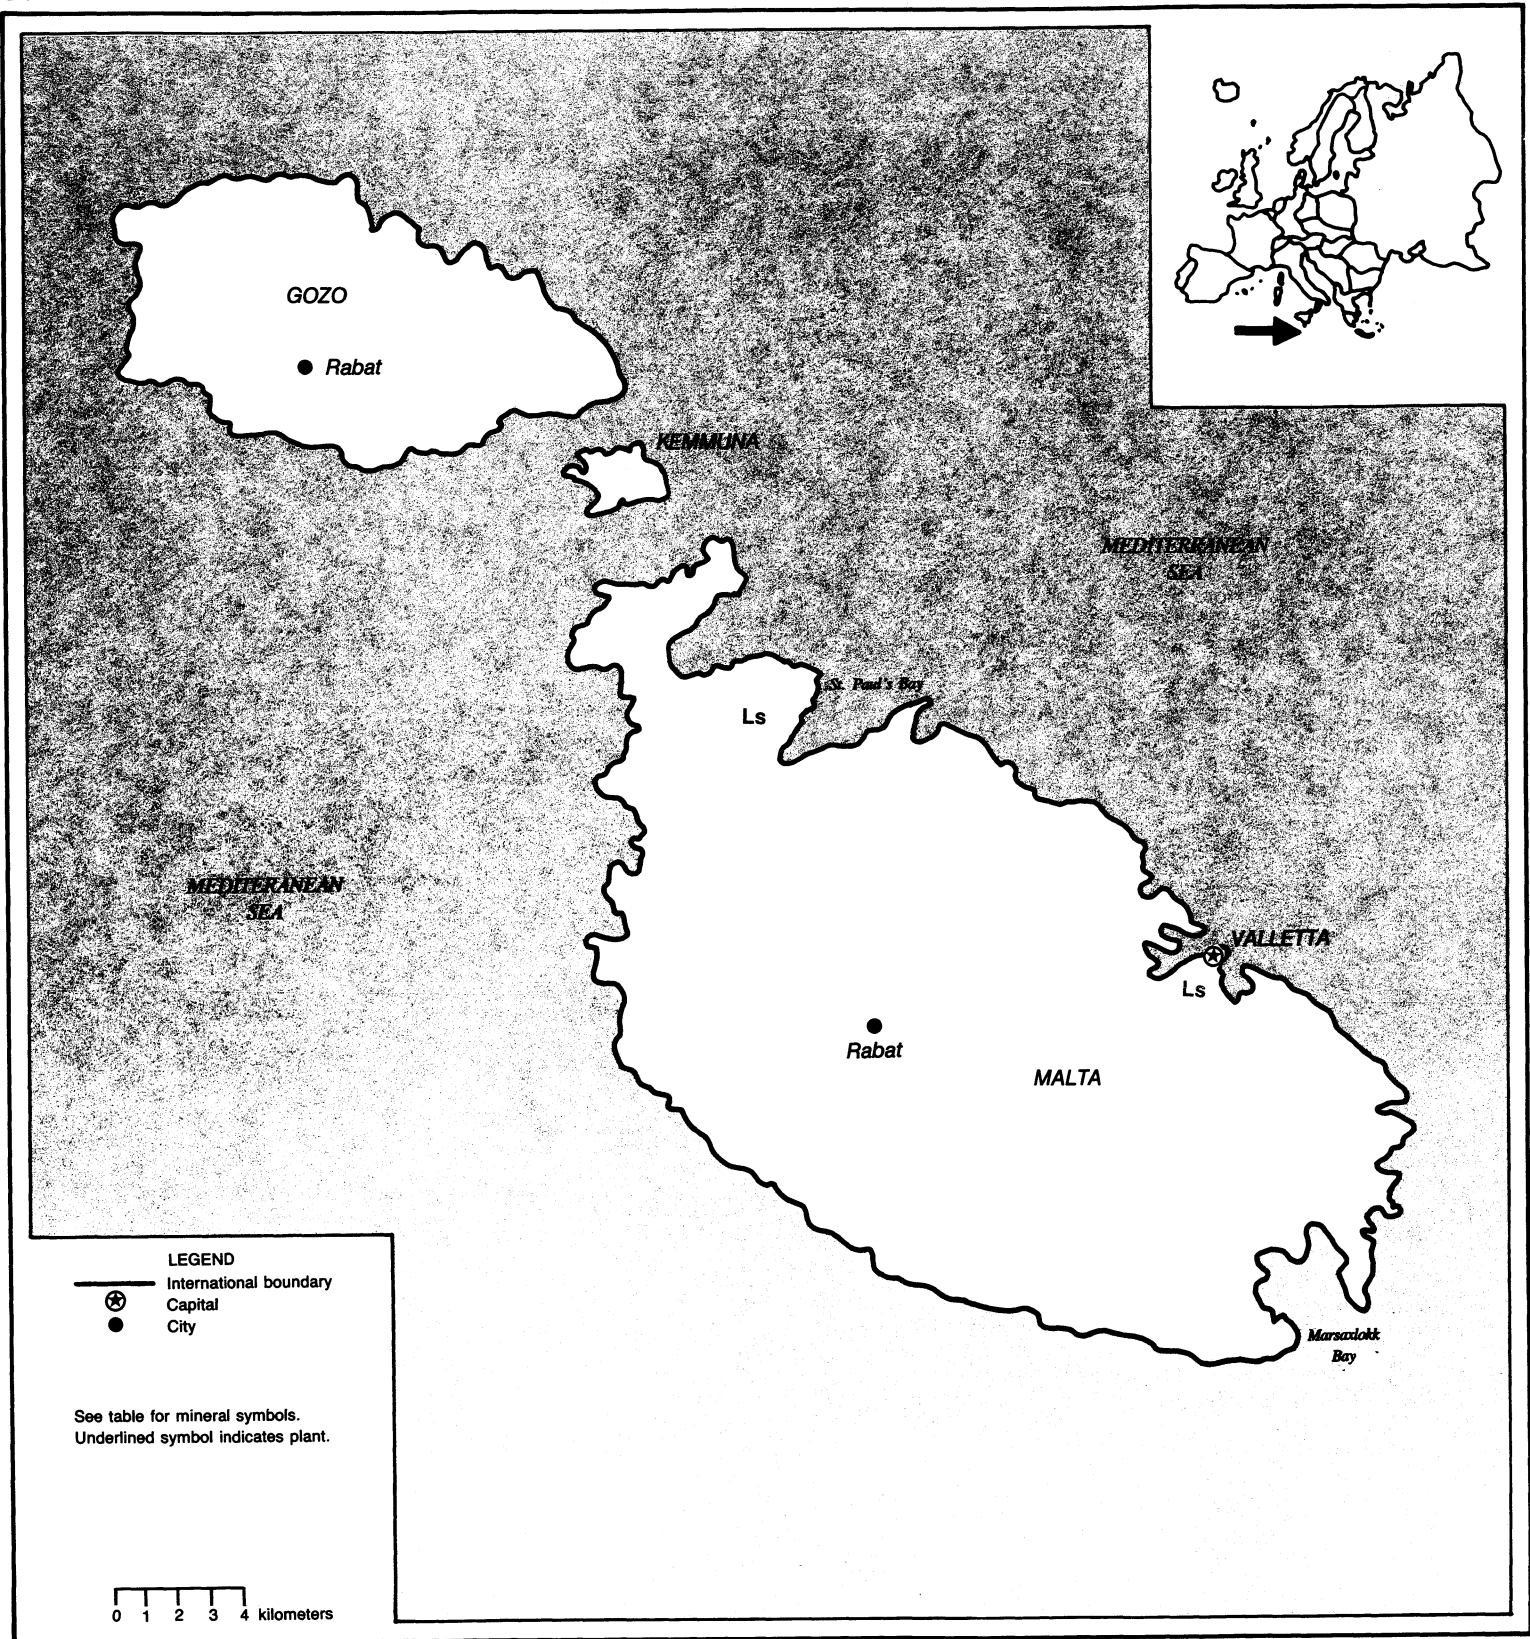 GOZO
Rabat
KEMMUNA
MEDITERRANEAN
SEA
St. Paul's Bay
Ls
MEDITERANEAN
SEA
VALLETTA
Ls
Rabat
MALTA
LEGEND
International boundary
Capital
City
Marsaxlokk
Bay
See table for mineral symbols.
Underlined symbol indicates plant.
0 1 2 3 4 kilometers